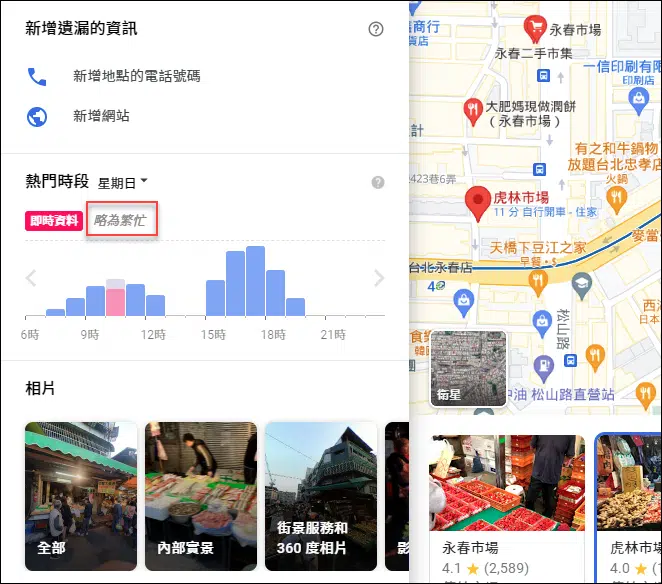 新增遺漏的資訊
新增地點的電話號碼
新增網站
熱門時段 星期日
即時資料 略為繁忙
6時 9時 12時 15時 18時 21時
相片
全部
內部實景
街景服務和
360 度相片
商行
永春市場
永春二手市集
一信印刷有限
印刷店
大肥媽現做潤餅
（永春市場）
有之和牛鍋物
放題台北忠孝店
火鍋
2423巷6弄
虎林市場
11 分 自行開車 - 住家
天橋下豆江之家
早餐 • $
麥當
台北永春店
4
松山路
西湖
日本
食樂
衛星
中油 松山路直營站
永春市場
4.1 (2,589)
虎林市場
4.0